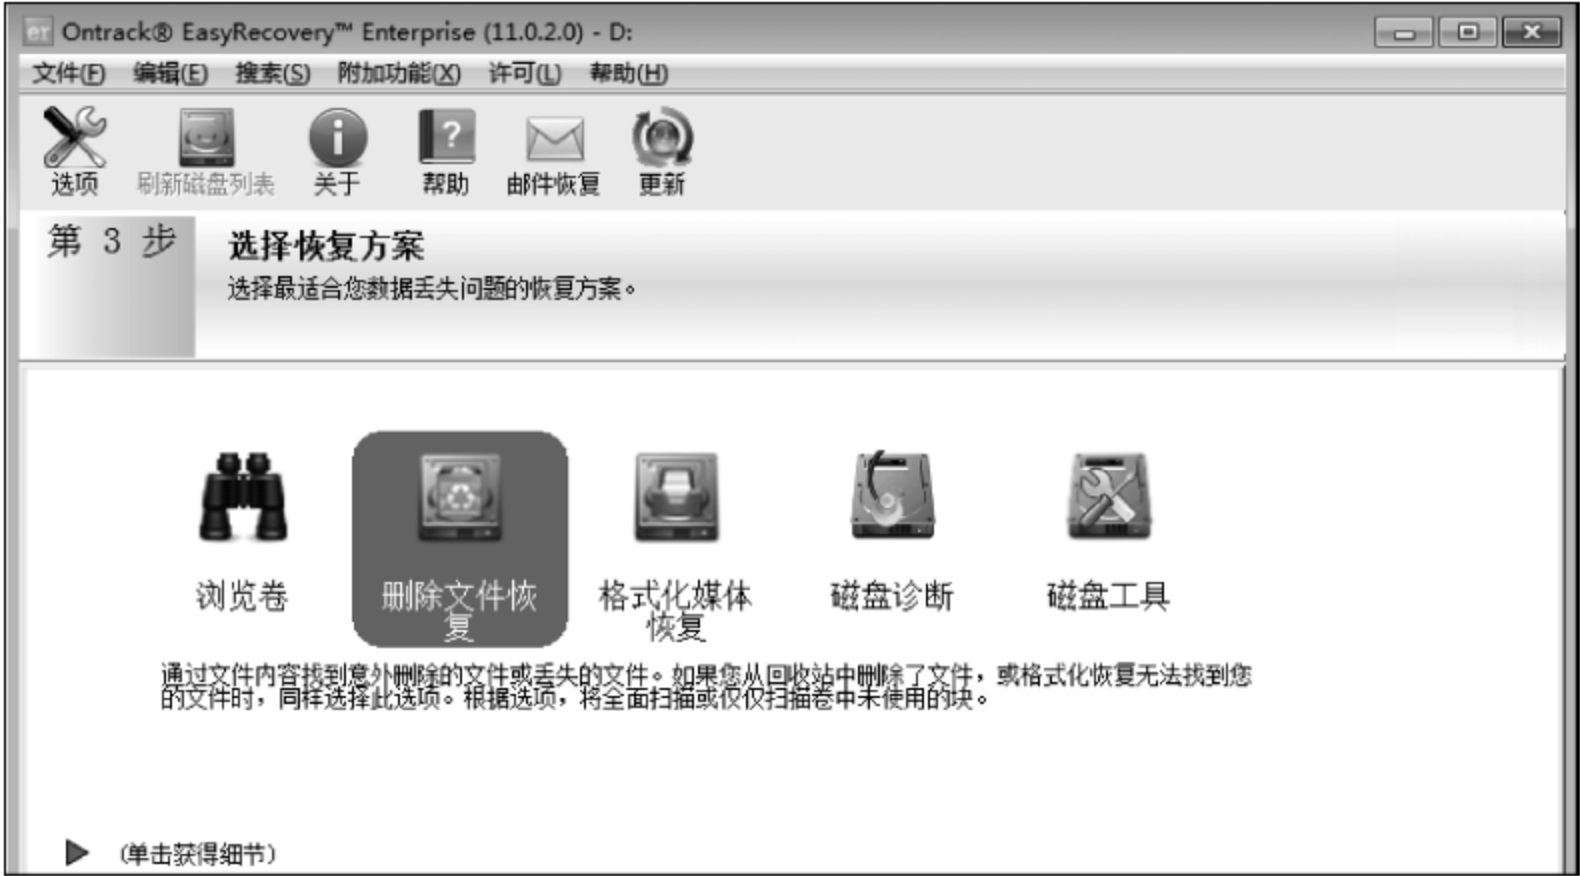 er Ontrack® EasyRecovery™ Enterprise (11.0.2.0) - D:
文件(F) 编辑(E) 搜索(S) 附加功能(X) 许可(L) 帮助(H)
选项 刷新磁盘列表 关于 帮助 邮件恢复 更新
第 3 步
选择恢复方案
选择最适合您数据丢失问题的恢复方案。
浏览卷
删除文件恢
复
格式化媒体
恢复
磁盘诊断
磁盘工具
通过文件内容找到意外删除的文件或丢失的文件。如果您从回收站中删除了文件，或格式化恢复无法找到您
的文件时，同样选择此选项。根据选项，将全面扫描或仅仅扫描卷中未使用的块。
(单击获得细节)